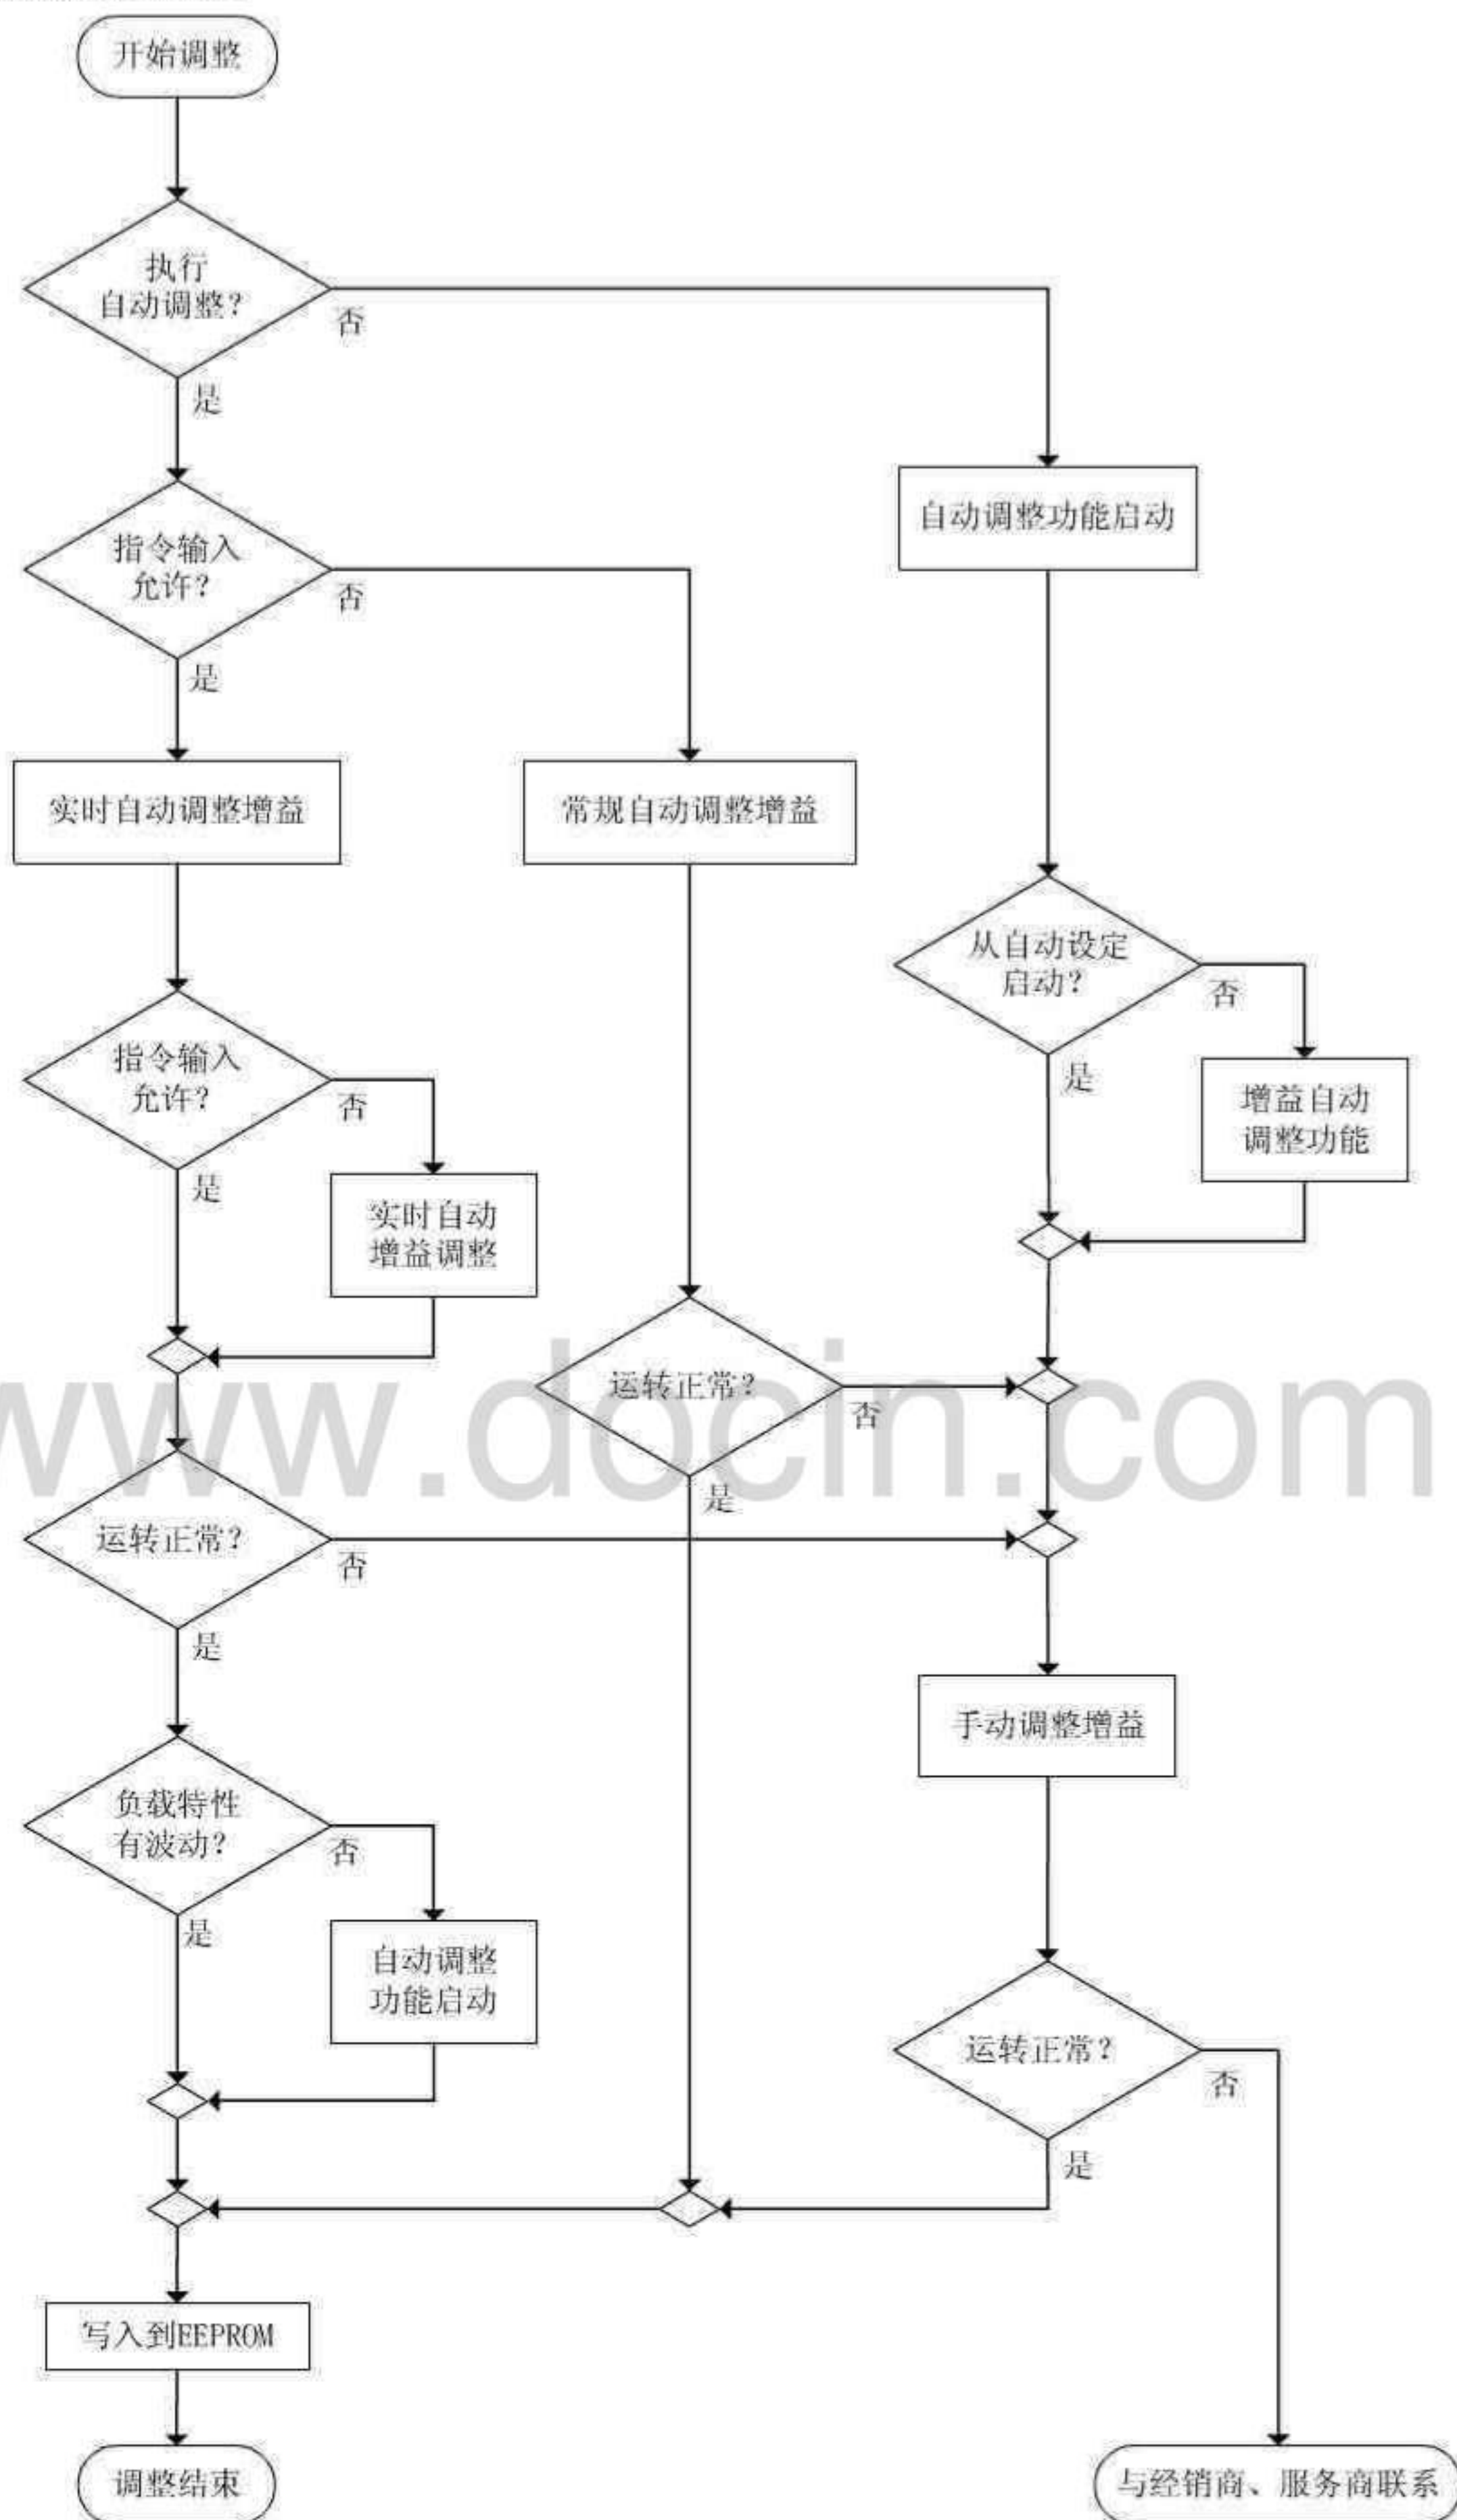 开始调整
执行
自动调整?
否
是
自动调整功能启动
指令输入
允许?
否
是
实时自动调整增益
常规自动调整增益
从自动设定
启动?
否
是
增益自动
调整功能
指令输入
允许?
否
是
实时自动
增益调整
运转正常?
否
是
www.docin.com
运转正常?
否
是
手动调整增益
负载特性
有波动?
否
是
自动调整
功能启动
运转正常?
否
是
写入到EEPROM
调整结束
与经销商、服务商联系